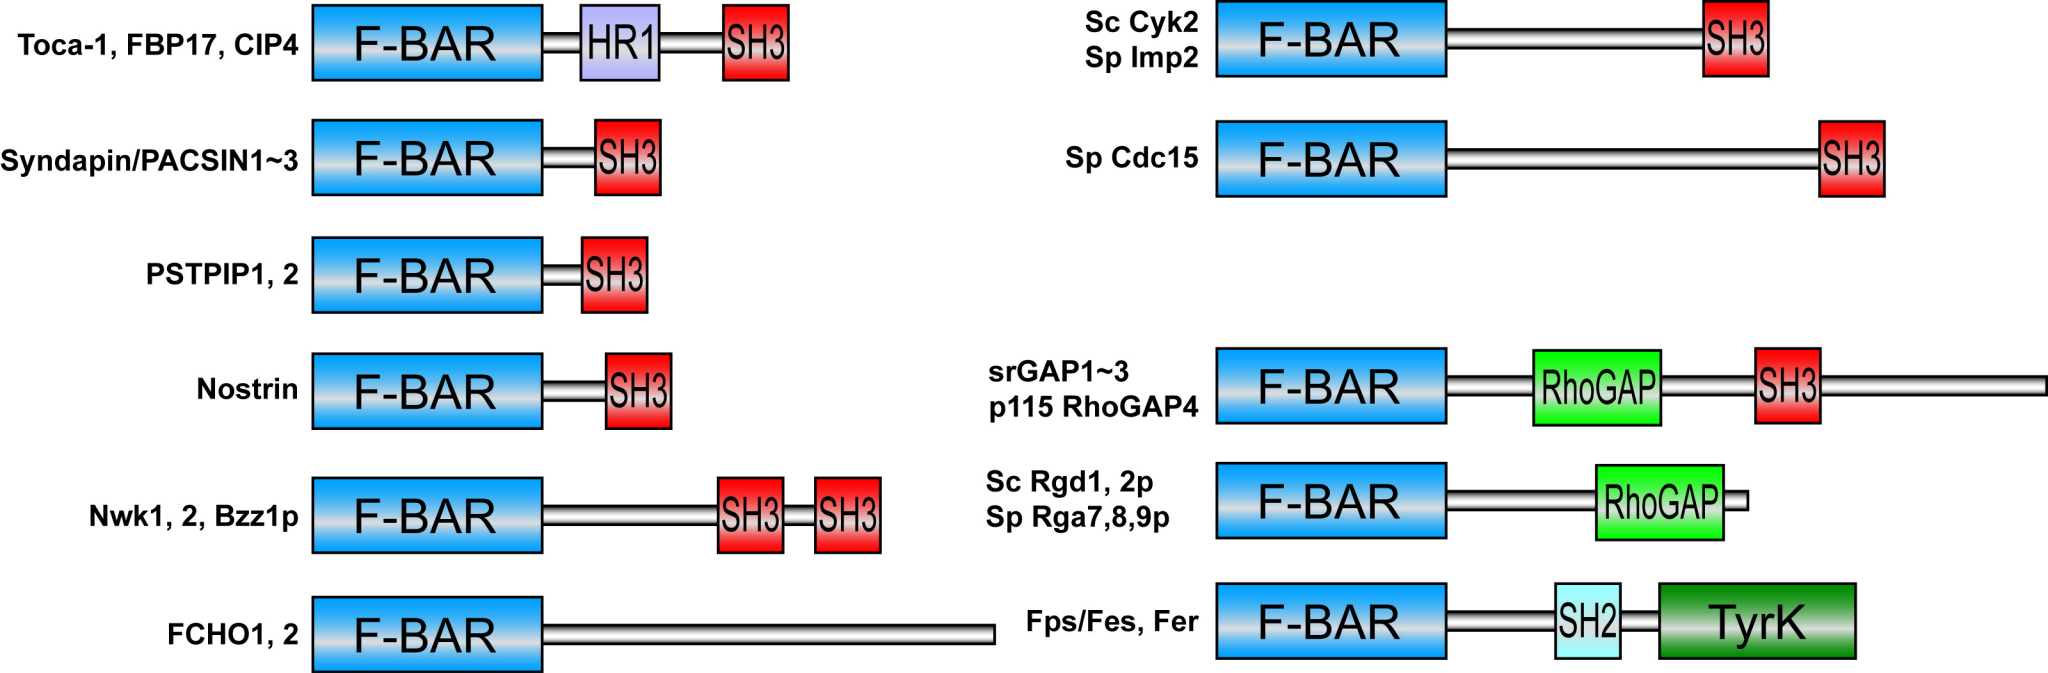 Toca-1, FBP17, CIP4 F-BAR HR1 SH3
Syndapin/PACSIN1~3 F-BAR SH3
PSTPIP1, 2 F-BAR SH3
Nostrin F-BAR SH3
Nwk1, 2, Bzz1p F-BAR SH3 SH3
FCHO1, 2 F-BAR
Sc Cyk2
Sp Imp2
F-BAR SH3
Sp Cdc15 F-BAR SH3
srGAP1~3
p115 RhoGAP4
F-BAR RhoGAP SH3
Sc Rgd1, 2p
Sp Rga7,8,9p
F-BAR RhoGAP
Fps/Fes, Fer F-BAR SH2 TyrK